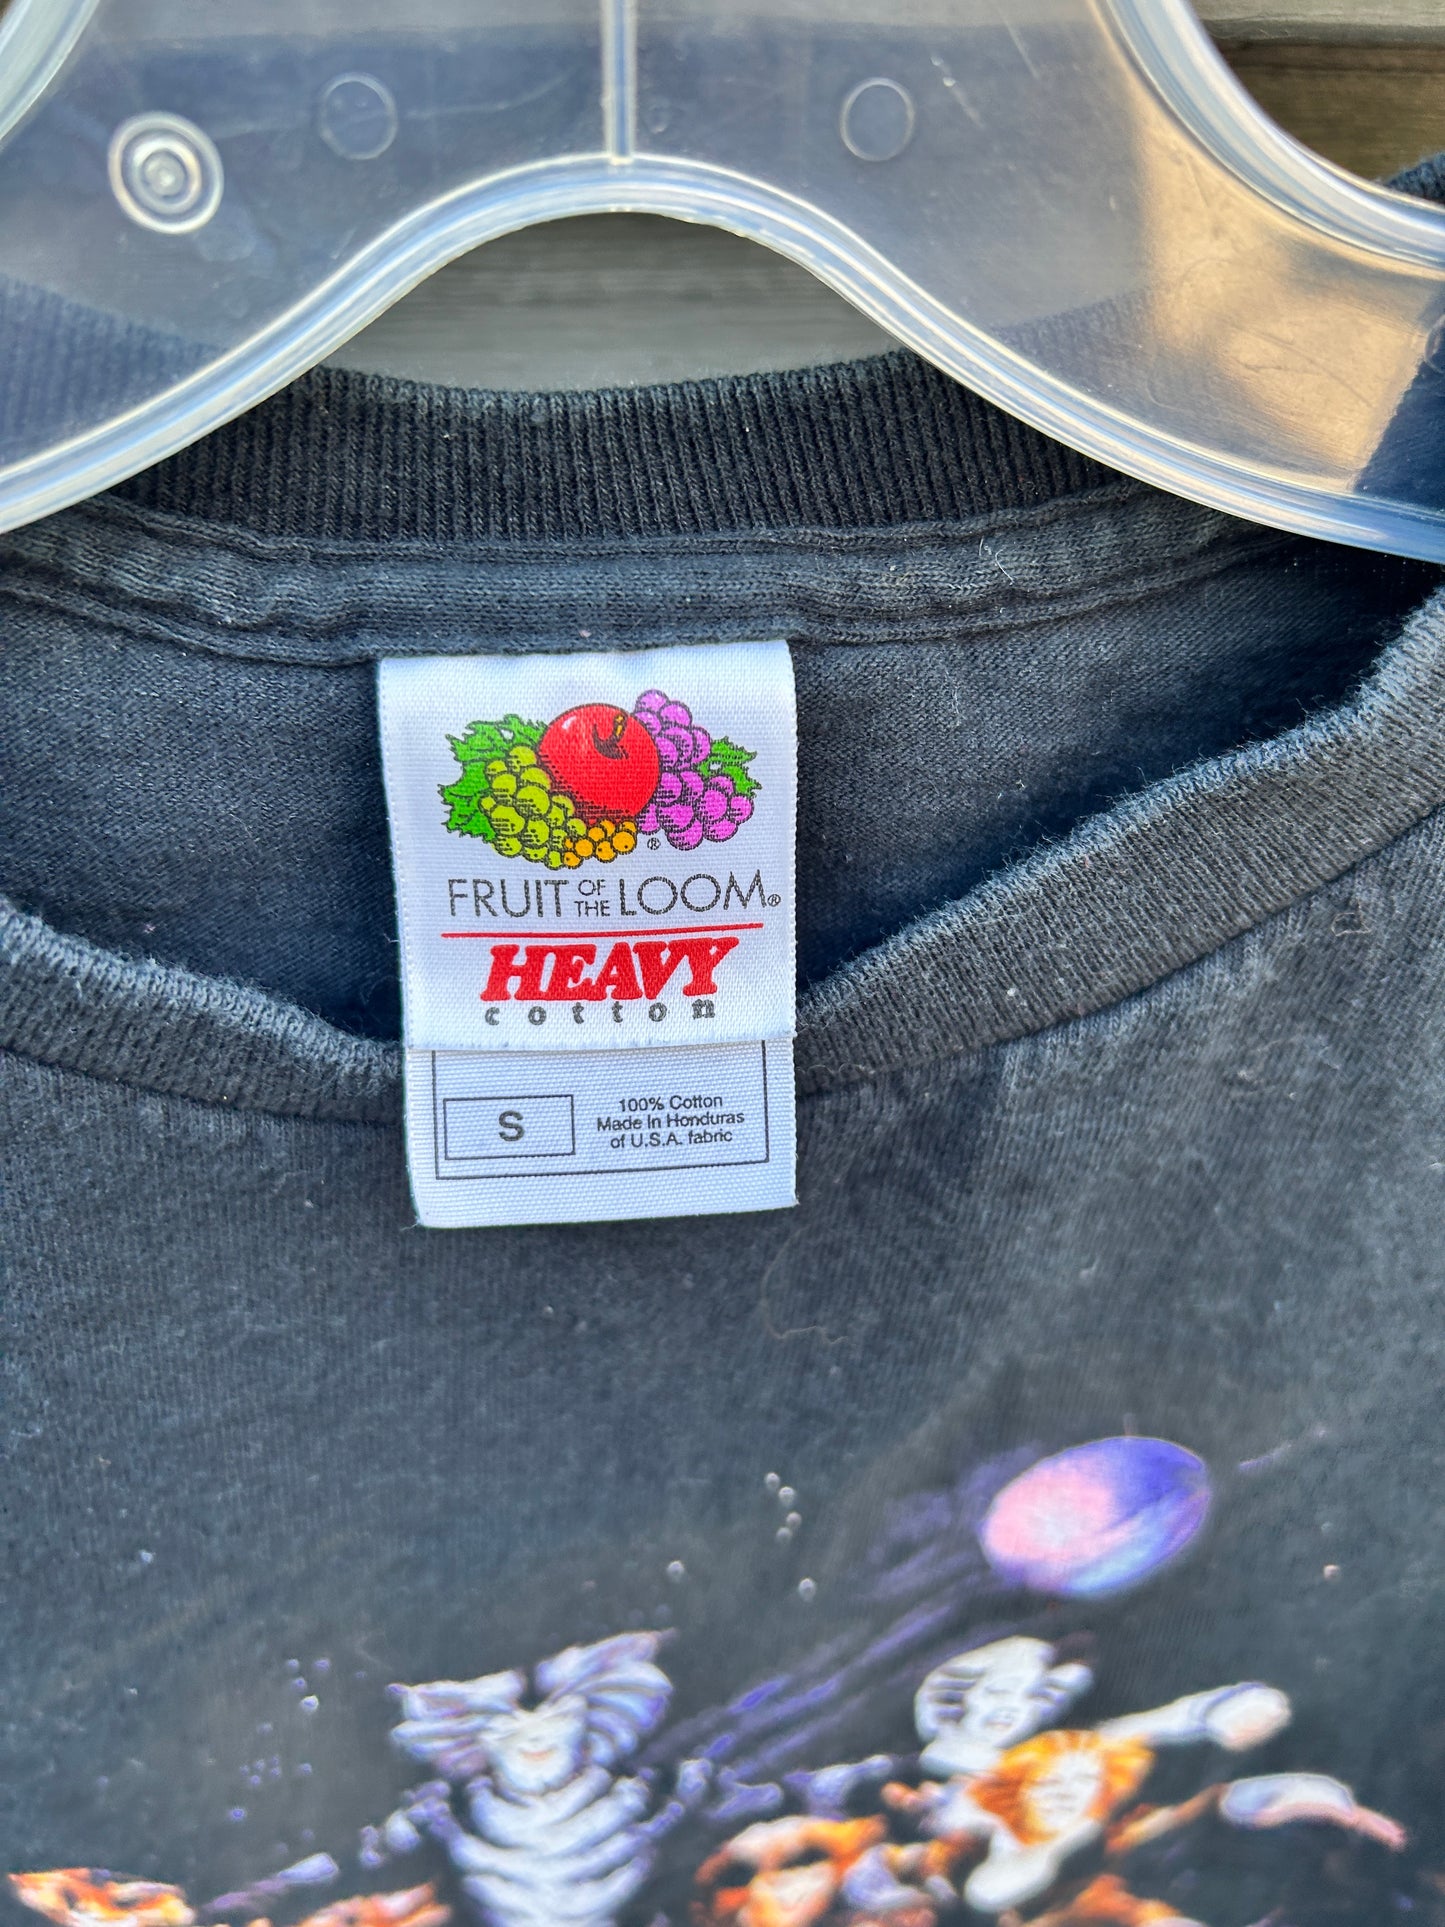 FRUIT OF THE LOOM®
HEAVY
cotton
S
100% Cotton
Made In Honduras
of U.S.A. fabric